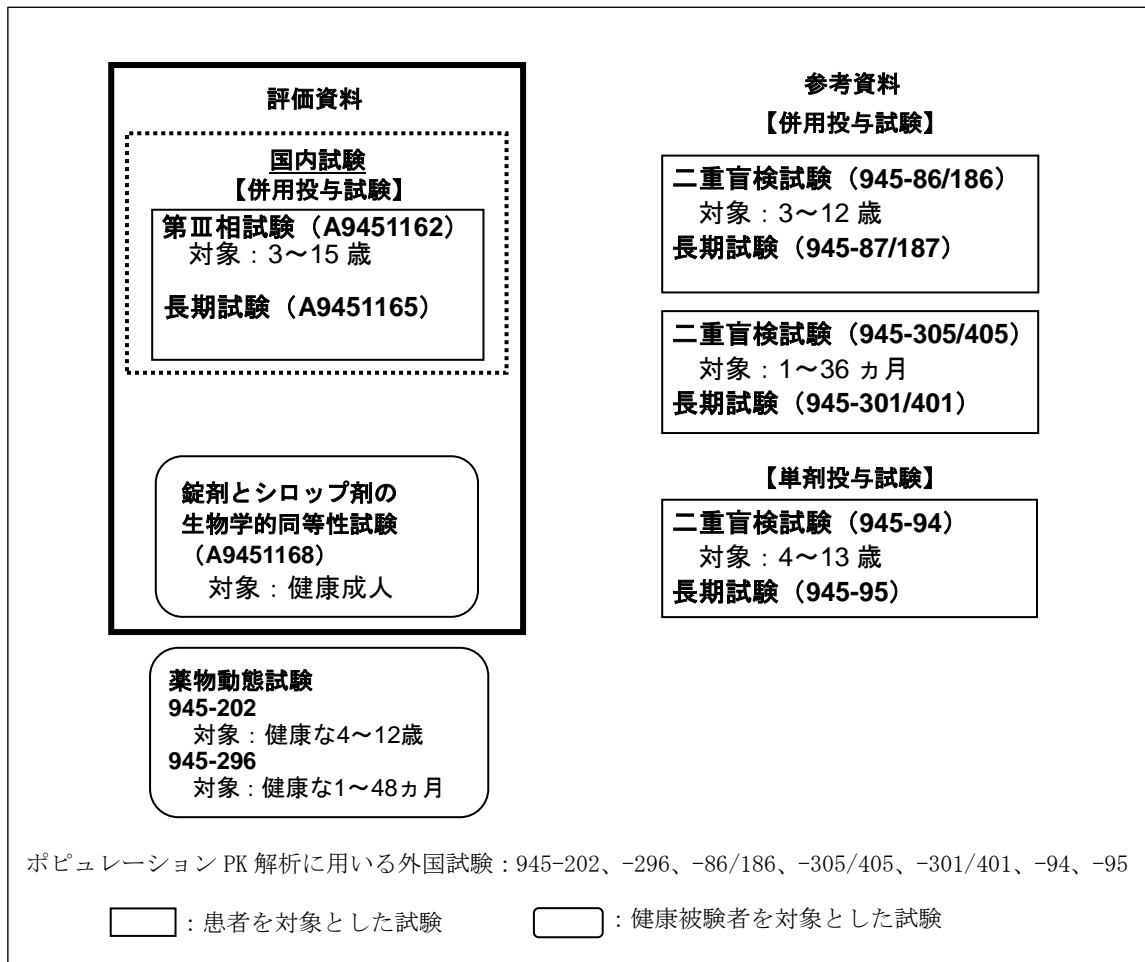 評価資料
国内試験
【併用投与試験】
第Ⅲ相試験（A9451162）
対象：3～15 歳
長期試験（A9451165）
錠剤とシロップ剤の
生物学的同等性試験
（A9451168）
対象：健康成人
薬物動態試験
945-202
対象：健康な4～12歳
945-296
対象：健康な1～48ヵ月
参考資料
【併用投与試験】
二重盲検試験（945-86/186）
対象：3～12 歳
長期試験（945-87/187）
二重盲検試験（945-305/405）
対象：1～36 ヵ月
長期試験（945-301/401）
【単剤投与試験】
二重盲検試験（945-94）
対象：4～13 歳
長期試験（945-95）
ポピュレーション PK 解析に用いる外国試験：945-202、-296、-86/186、-305/405、-301/401、-94、-95
：患者を対象とした試験
：健康被験者を対象とした試験